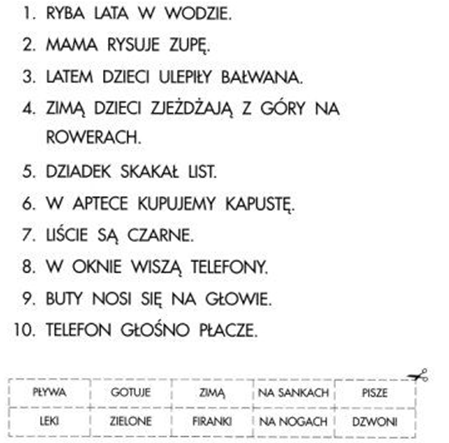 1. RYBA LATA W WODZIE.
2. MAMA RYSUJE ZUPĘ.
3. LATEM DZIECI ULEPIŁY BAŁWANA.
4. ZIMĄ DZIECI ZJEŻDŻAJĄ Z GÓRY NA
ROWERACH.
5. DZIADEK SKAKAŁ LIST.
6. W APTECE KUPUJEMY KAPUSTĘ.
7. LIŚCIE SĄ CZARNE.
8. W OKNIE WISZĄ TELEFONY.
9. BUTY NOSI SIĘ NA GŁOWIE.
10. TELEFON GŁOŚNO PŁACZE.
PŁYWA GOTUJE ZIMĄ NA SANKACH PISZE
LEKI ZIELONE FIRANKI NA NOGACH DZWONI